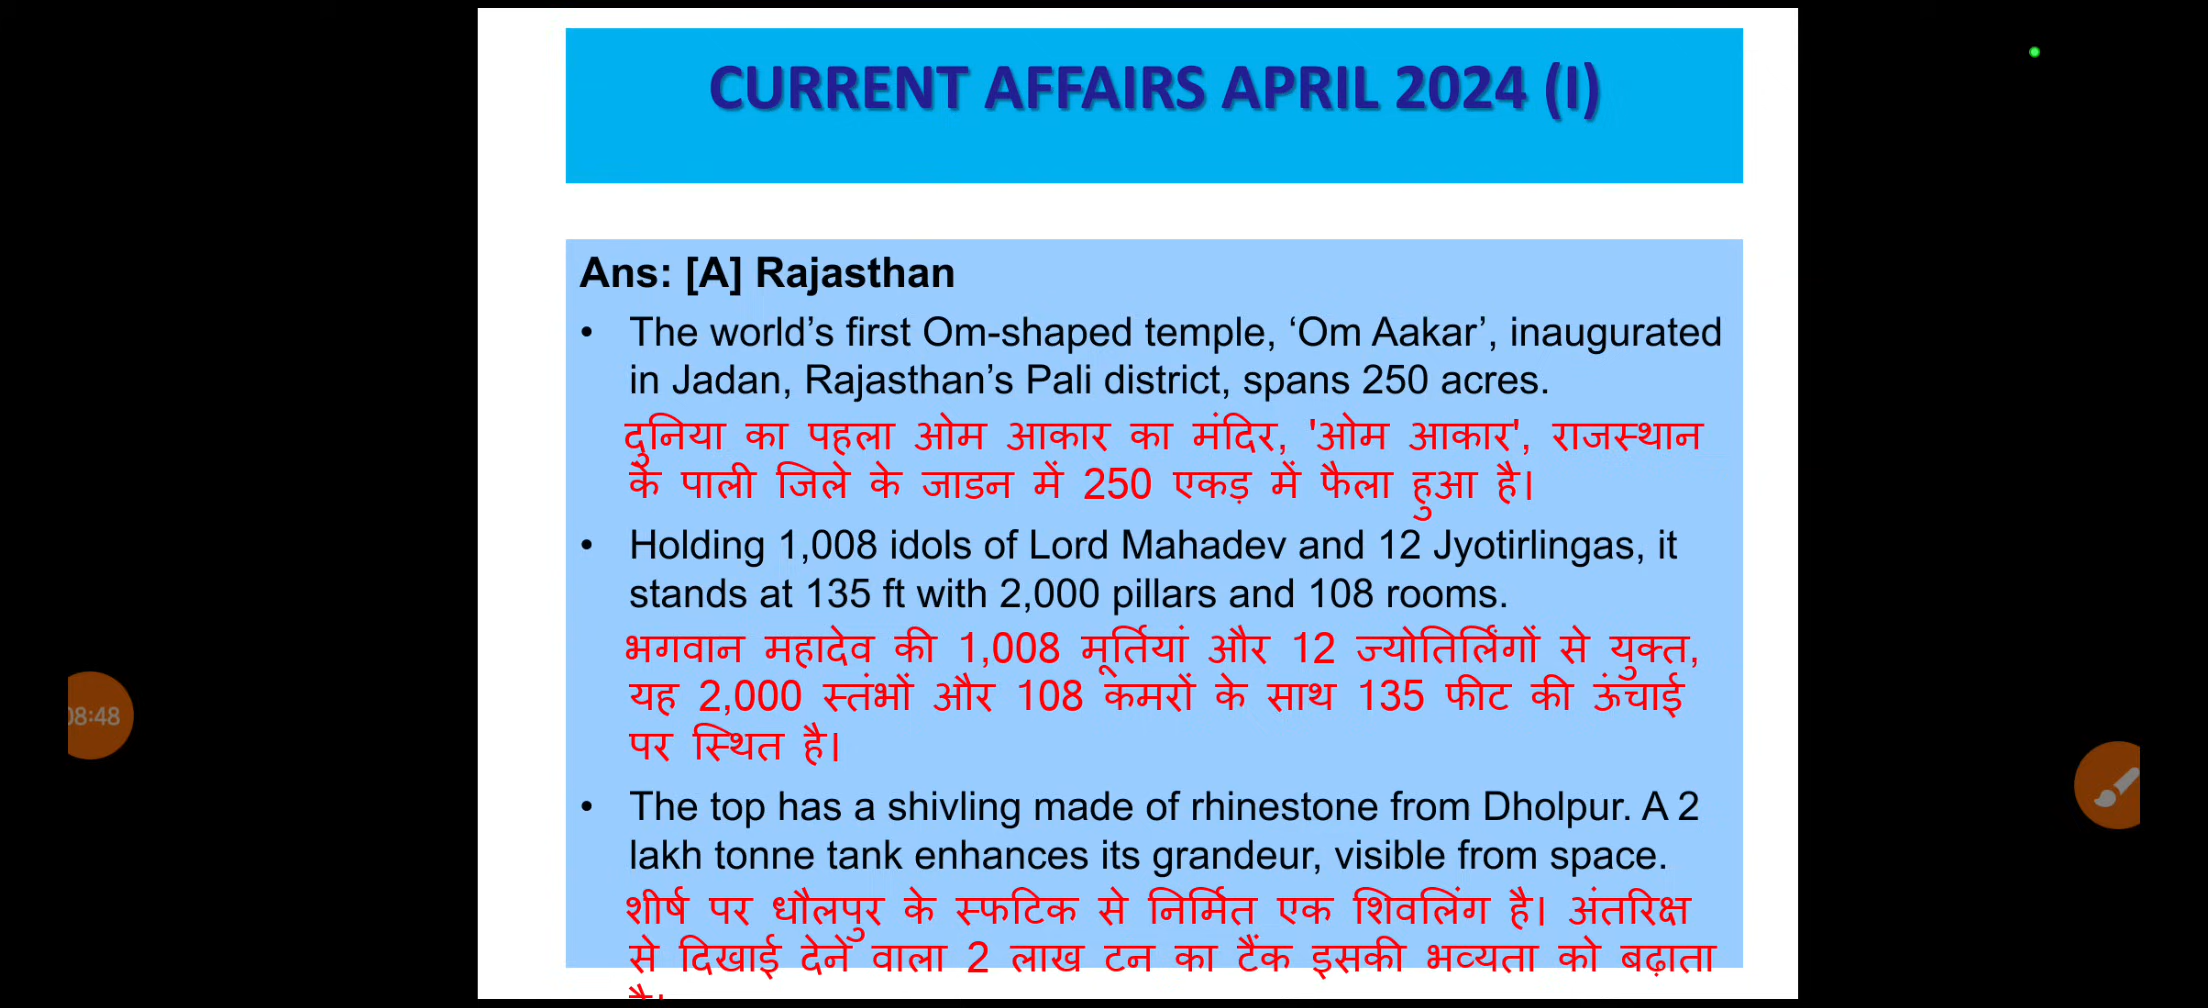 CURRENT AFFAIRS APRIL 2024 (I)
Ans: [A] Rajasthan
• The world’s first Om-shaped temple, ‘Om Aakar’, inaugurated
in Jadan, Rajasthan’s Pali district, spans 250 acres.
दुनिया का पहला ओम आकार का मंदिर, 'ओम आकार', राजस्थान
के पाली जिले के जाडन में 250 एकड़ में फैला हुआ है।
• Holding 1,008 idols of Lord Mahadev and 12 Jyotirlingas, it
stands at 135 ft with 2,000 pillars and 108 rooms.
भगवान महादेव की 1,008 मूर्तियां और 12 ज्योतिर्लिंगों से युक्त,
यह 2,000 स्तंभों और 108 कमरों के साथ 135 फीट की ऊंचाई
पर स्थित है।
• The top has a shivling made of rhinestone from Dholpur. A 2
lakh tonne tank enhances its grandeur, visible from space.
शीर्ष पर धौलपुर के स्फटिक से निर्मित एक शिवलिंग है। अंतरिक्ष
से दिखाई देने वाला 2 लाख टन का टैंक इसकी भव्यता को बढ़ाता
08:48